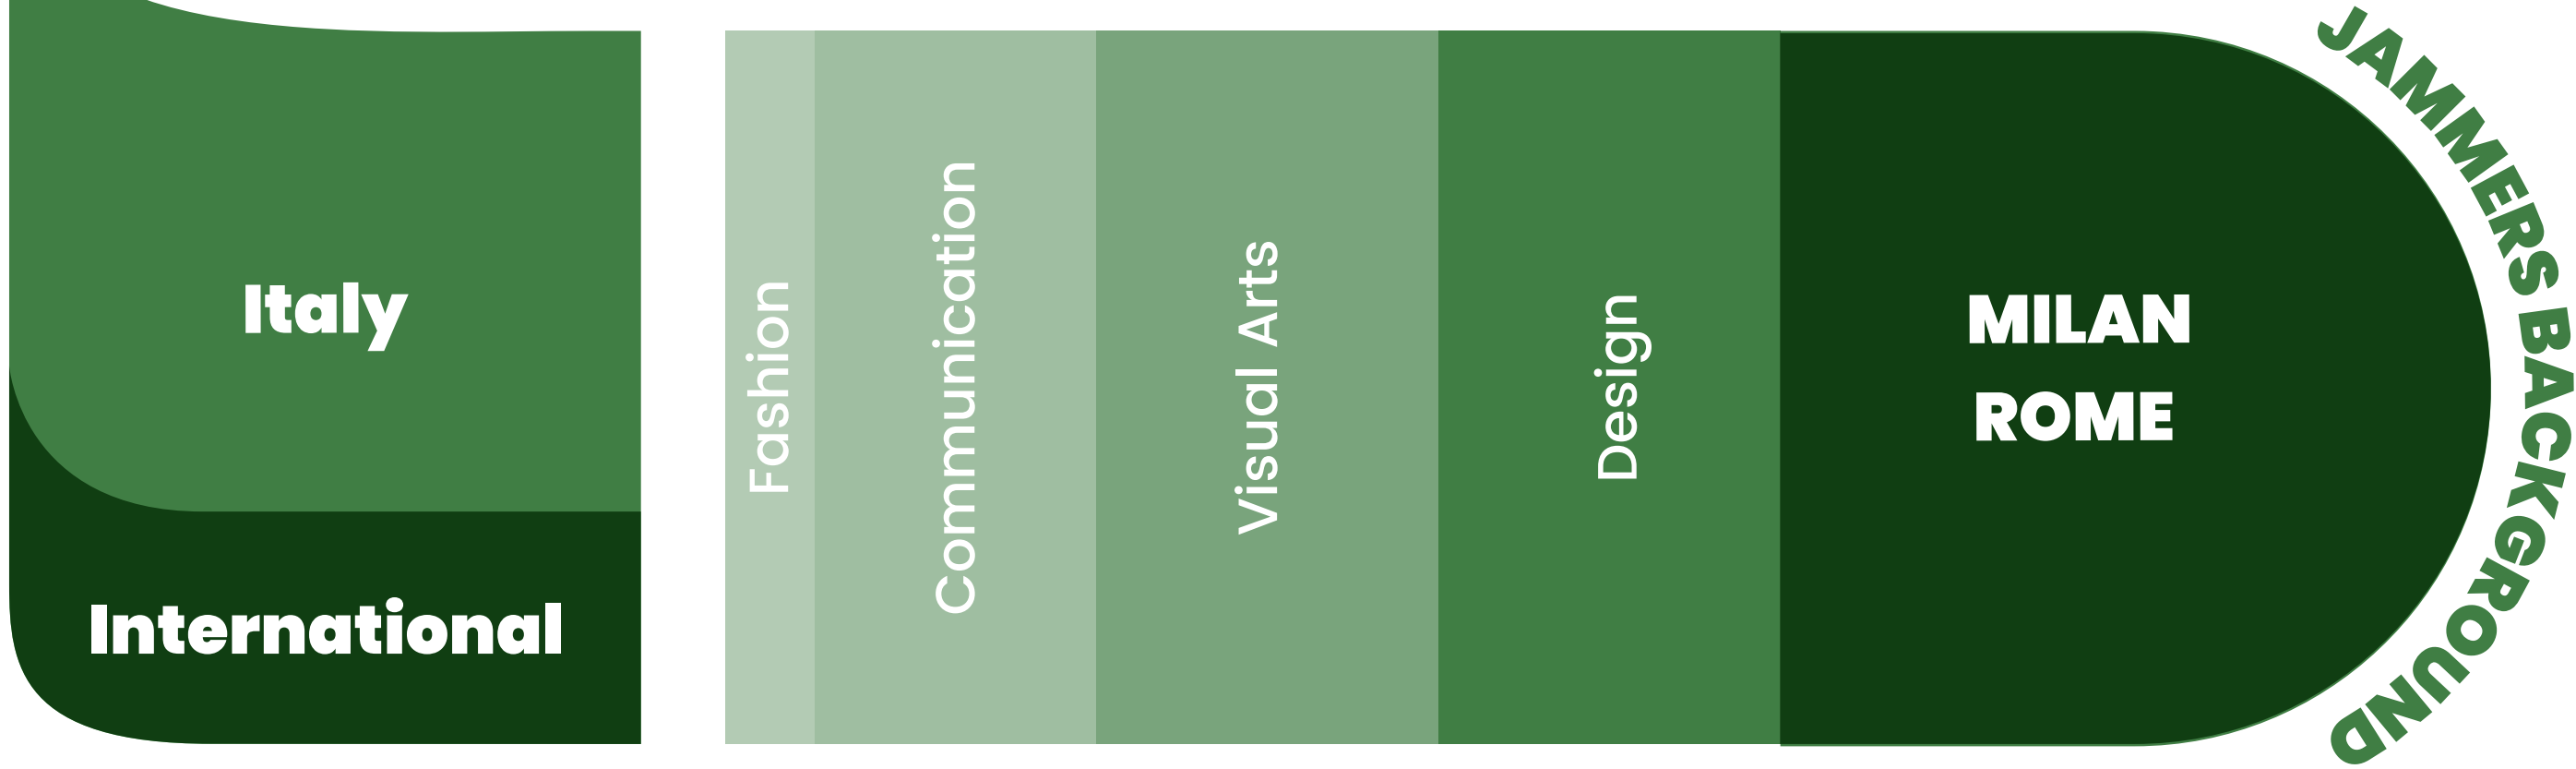 Italy
International
Fashion
Communication
Visual Arts
Design
MILAN
ROME
JAMMERS BACKGROUND